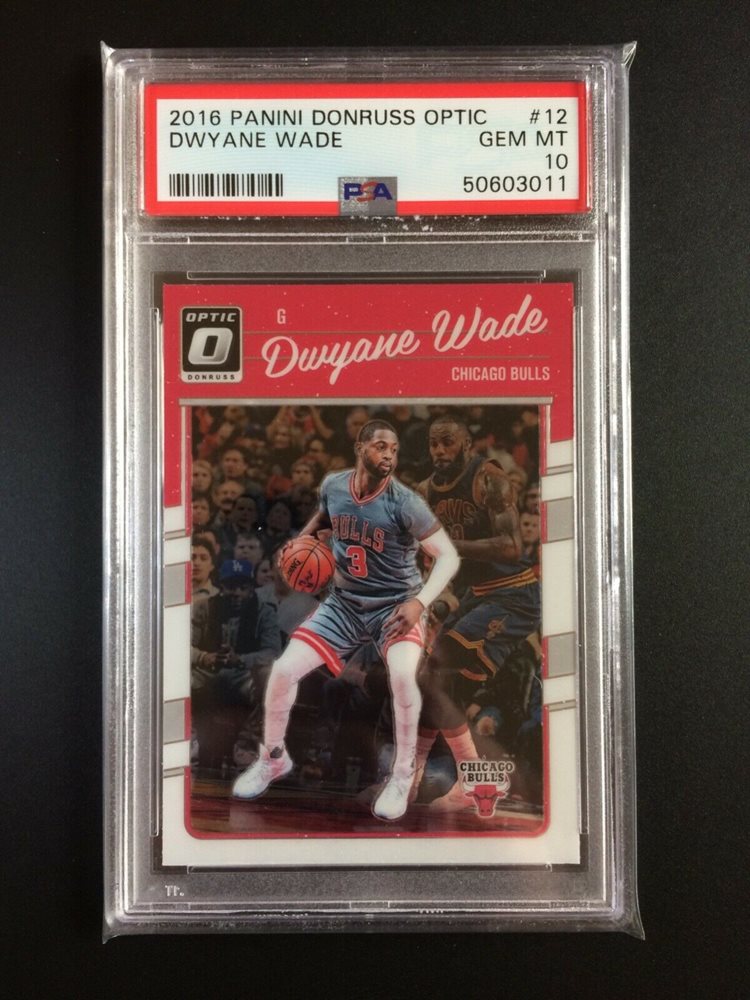 2016 PANINI DONRUSS OPTIC #12
DWYANE WADE GEM MT
10
PSA 50603011
OPTIC
O
DONRUSS
G
Dwyane Wade
CHICAGO BULLS
BULLS
3
SPALDING
CHICAGO
BULLS